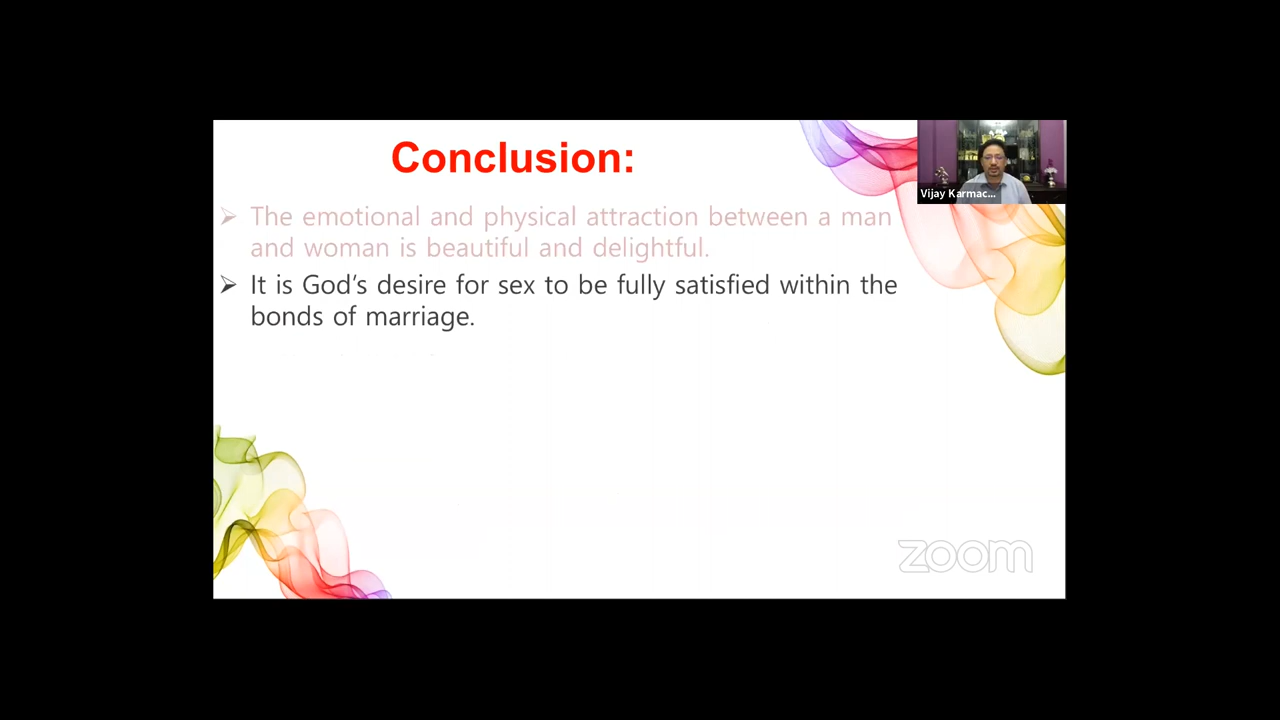 Conclusion:
➢ The emotional and physical attraction between a man
and woman is beautiful and delightful.
➢ It is God's desire for sex to be fully satisfied within the
bonds of marriage.
Vijay Karmac...
zoom